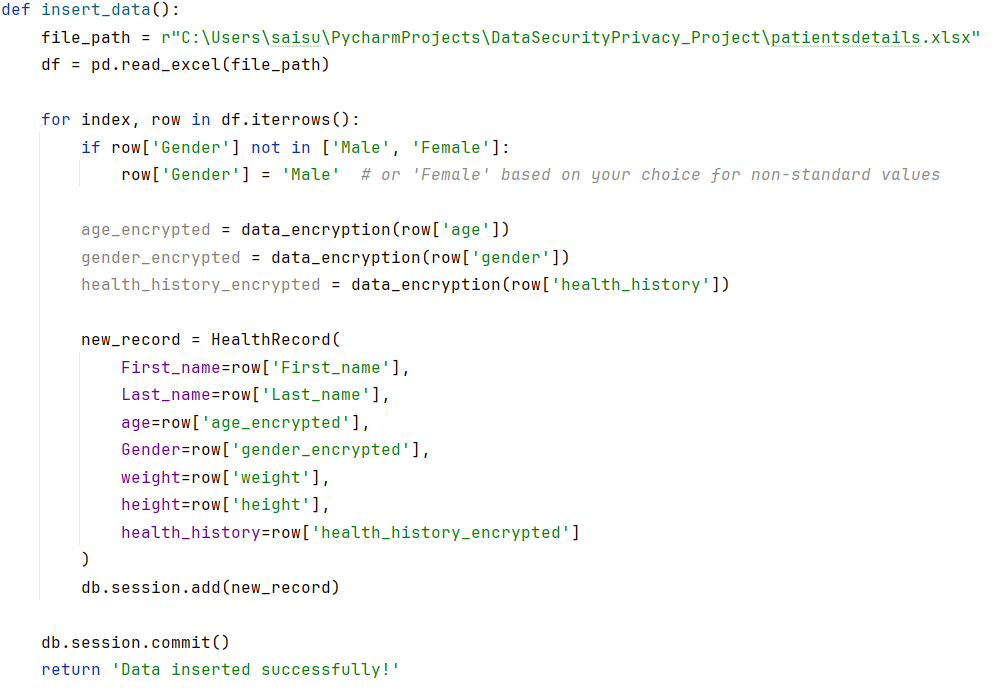 def insert_data():
    file_path = r"C:\Users\saisu\PycharmProjects\DataSecurityPrivacy_Project\patientsdetails.xlsx"
    df = pd.read_excel(file_path)

    for index, row in df.iterrows():
        if row['Gender'] not in ['Male', 'Female']:
            row['Gender'] = 'Male'  # or 'Female' based on your choice for non-standard values

        age_encrypted = data_encryption(row['age'])
        gender_encrypted = data_encryption(row['gender'])
        health_history_encrypted = data_encryption(row['health_history'])

        new_record = HealthRecord(
            First_name=row['First_name'],
            Last_name=row['Last_name'],
            age=row['age_encrypted'],
            Gender=row['gender_encrypted'],
            weight=row['weight'],
            height=row['height'],
            health_history=row['health_history_encrypted']
        )
        db.session.add(new_record)

    db.session.commit()
    return 'Data inserted successfully!'